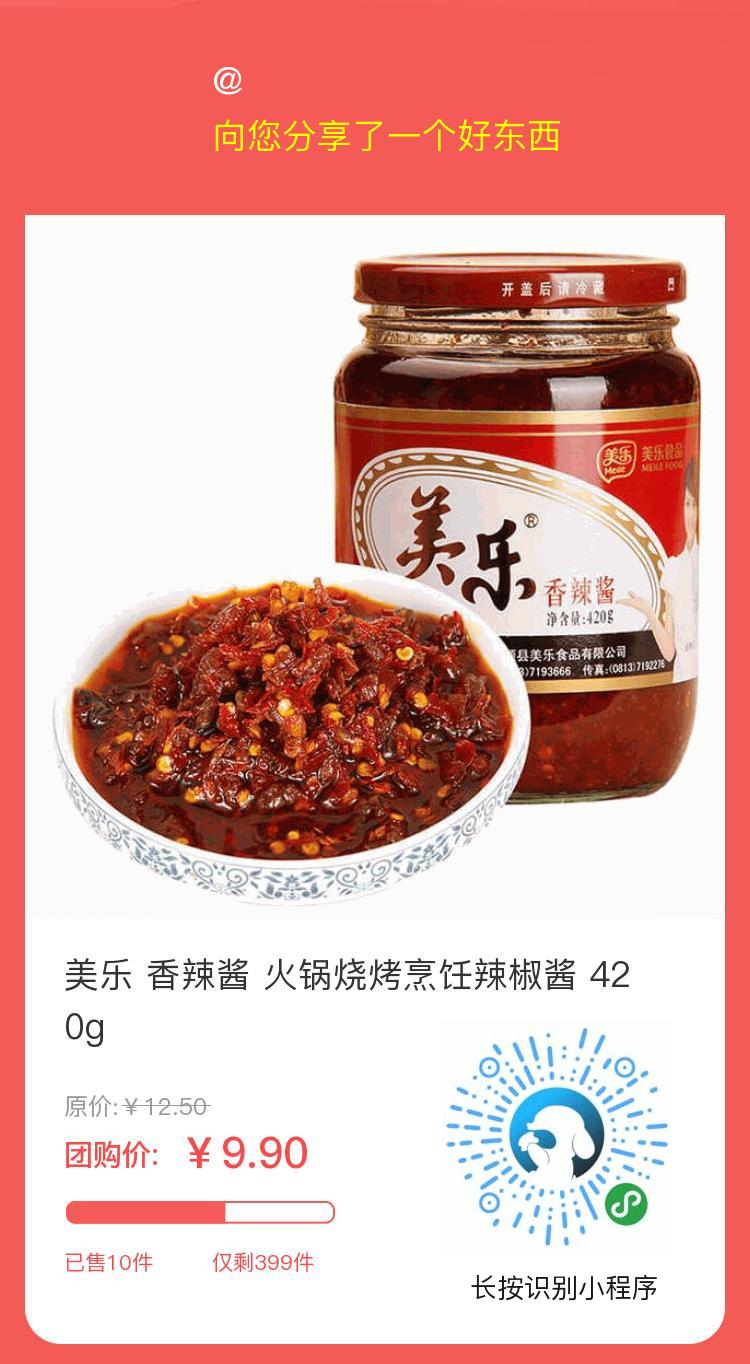 @
向您分享了一个好东西
开盖后请冷藏
美乐
Meile
美乐食品
MEILE FOOD
美乐®
香辣酱
净含量:420g
县美乐食品有限公司
)7193666 传真:(0813)7192276
美乐 香辣酱 火锅烧烤烹饪辣椒酱 42
0g
原价:￥12.50
团购价: ￥9.90
已售10件 仅剩399件
长按识别小程序